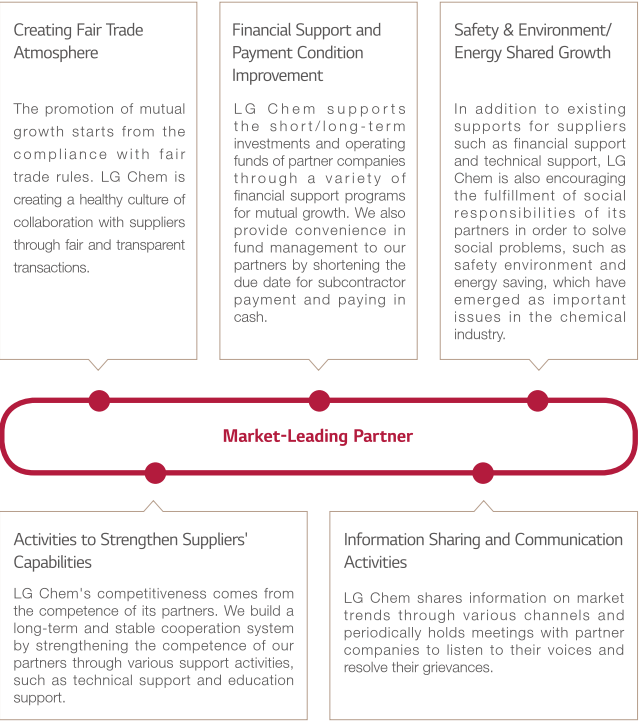 Creating Fair Trade
Atmosphere
The promotion of mutual
growth starts from the
compliance with fair
trade rules. LG Chem is
creating a healthy culture of
collaboration with suppliers
through fair and transparent
transactions.
Financial Support and
Payment Condition
Improvement
LG Chem supports
the short/long-term
investments and operating
funds of partner companies
through a variety of
financial support programs
for mutual growth. We also
provide convenience in
fund management to our
partners by shortening the
due date for subcontractor
payment and paying in
cash.
Safety & Environment/
Energy Shared Growth
In addition to existing
supports for suppliers
such as financial support
and technical support, LG
Chem is also encouraging
the fulfillment of social
responsibilities of its
partners in order to solve
social problems, such as
safety environment and
energy saving, which have
emerged as important
issues in the chemical
industry.
Market-Leading Partner
Activities to Strengthen Suppliers'
Capabilities
LG Chem's competitiveness comes from
the competence of its partners. We build a
long-term and stable cooperation system
by strengthening the competence of our
partners through various support activities,
such as technical support and education
support.
Information Sharing and Communication
Activities
LG Chem shares information on market
trends through various channels and
periodically holds meetings with partner
companies to listen to their voices and
resolve their grievances.